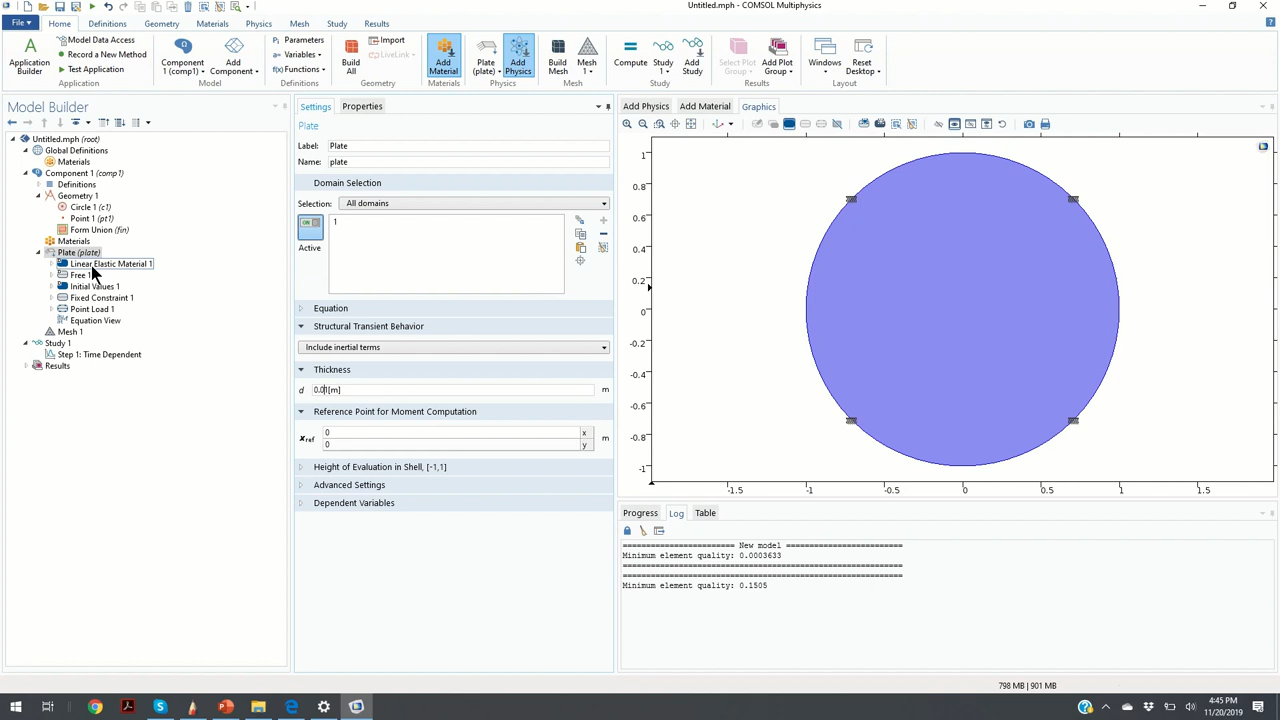 Untitled.mph - COMSOL Multiphysics
File
Home
Definitions
Geometry
Materials
Physics
Mesh
Study
Results
Application Builder
Model Data Access
Record a New Method
Test Application
Component 1 (comp1)
Add Component
Model
Parameters
Variables
Functions
Definitions
Build All
Import
LiveLink
Geometry
Add Material
Materials
Plate (plate)
Add Physics
Physics
Build Mesh
Mesh 1
Mesh
Compute
Study 1
Add Study
Study
Select Plot Group
Add Plot Group
Results
Windows
Reset Desktop
Layout
Model Builder
Untitled.mph (root)
Global Definitions
Materials
Component 1 (comp1)
Definitions
Geometry 1
Circle 1 (c1)
Point 1 (pt1)
Form Union (fin)
Materials
Plate (plate)
Linear Elastic Material 1
Free 1
Initial Values 1
Fixed Constraint 1
Point Load 1
Equation View
Mesh 1
Study 1
Step 1: Time Dependent
Results
Settings
Properties
Plate
Label: Plate
Name: plate
Domain Selection
Selection: All domains
ON
Active
1
Equation
Structural Transient Behavior
Include inertial terms
Thickness
d 0.01[m] m
Reference Point for Moment Computation
xref 0 x
0 y
m
Height of Evaluation in Shell, [-1,1]
Advanced Settings
Dependent Variables
Add Physics
Add Material
Graphics
1
0.8
0.6
0.4
0.2
0
-0.2
-0.4
-0.6
-0.8
-1
-1.5 -1 -0.5 0 0.5 1 1.5
Progress
Log
Table
======================= New model =========================
Minimum element quality: 0.0003633
===========================================================
===========================================================
Minimum element quality: 0.1505
798 MB | 901 MB
4:45 PM
11/20/2019